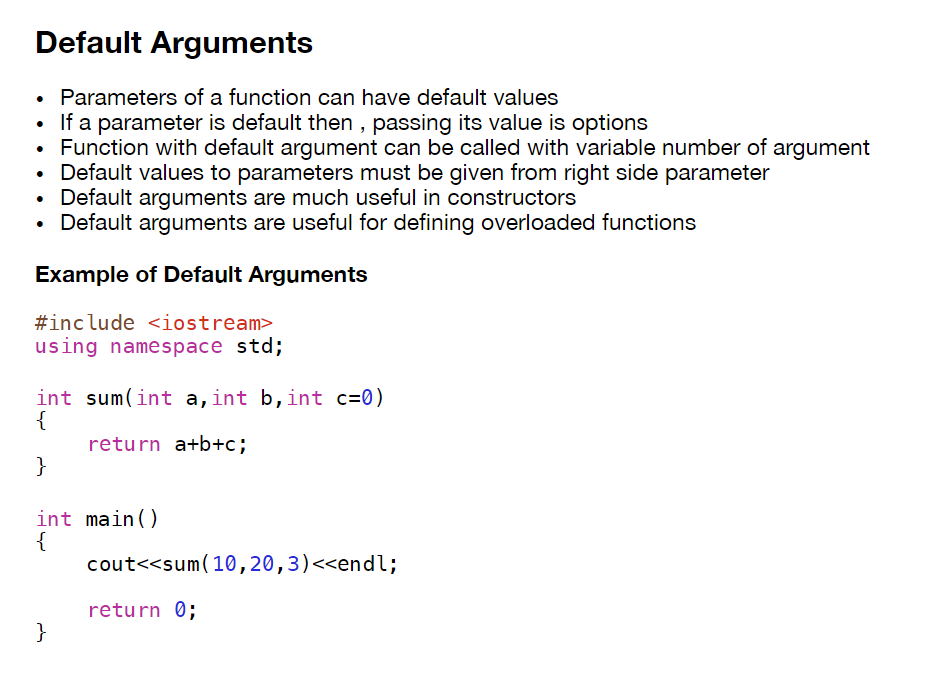 Default Arguments
• Parameters of a function can have default values
• If a parameter is default then , passing its value is options
• Function with default argument can be called with variable number of argument
• Default values to parameters must be given from right side parameter
• Default arguments are much useful in constructors
• Default arguments are useful for defining overloaded functions
Example of Default Arguments
#include <iostream>
using namespace std;
int sum(int a,int b,int c=0)
{
    return a+b+c;
}
int main()
{
    cout<<sum(10,20,3)<<endl;
    return 0;
}